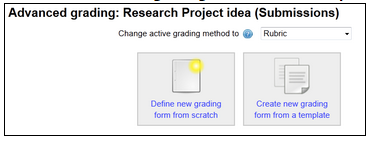 Advanced grading: Research Project idea (Submissions)
Change active grading method to Rubric
Define new grading
form from scratch
Create new grading
form from a template